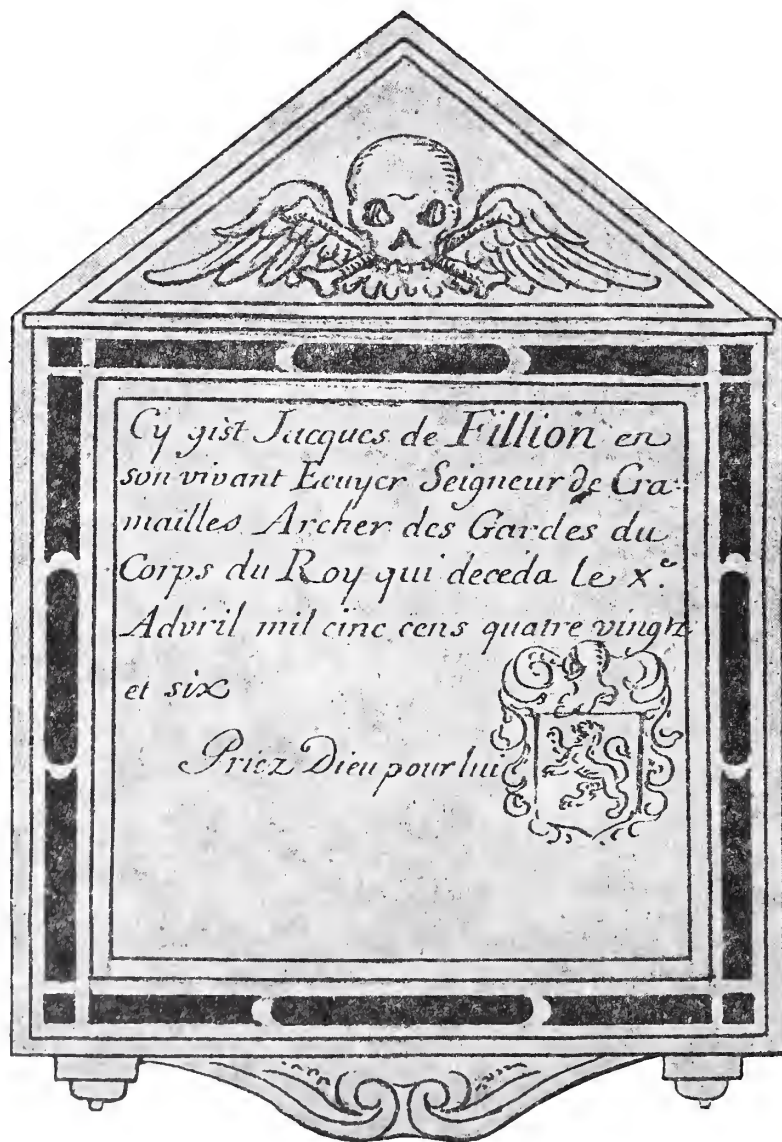 Cy gist Jacques de Fillion en
son vivant Ecuyer Seigneur de Cra-
mailles Archer des Gardes du
Corps du Roy qui deceda le x.e
Advril mil cinc cens quatre vingtz
et six
Priez Dieu pour lui